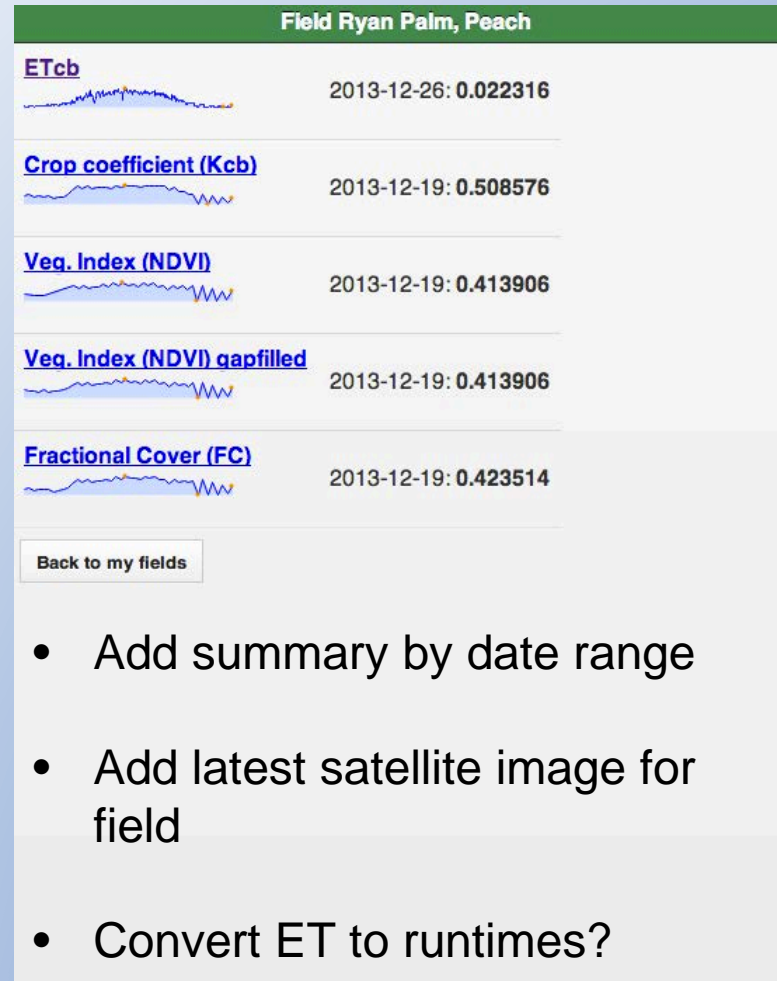 Field Ryan Palm, Peach
ETcb
2013-12-26: 0.022316
Crop coefficient (Kcb)
2013-12-19: 0.508576
Veg. Index (NDVI)
2013-12-19: 0.413906
Veg. Index (NDVI) gapfilled
2013-12-19: 0.413906
Fractional Cover (FC)
2013-12-19: 0.423514
Back to my fields
• Add summary by date range
• Add latest satellite image for
field
• Convert ET to runtimes?